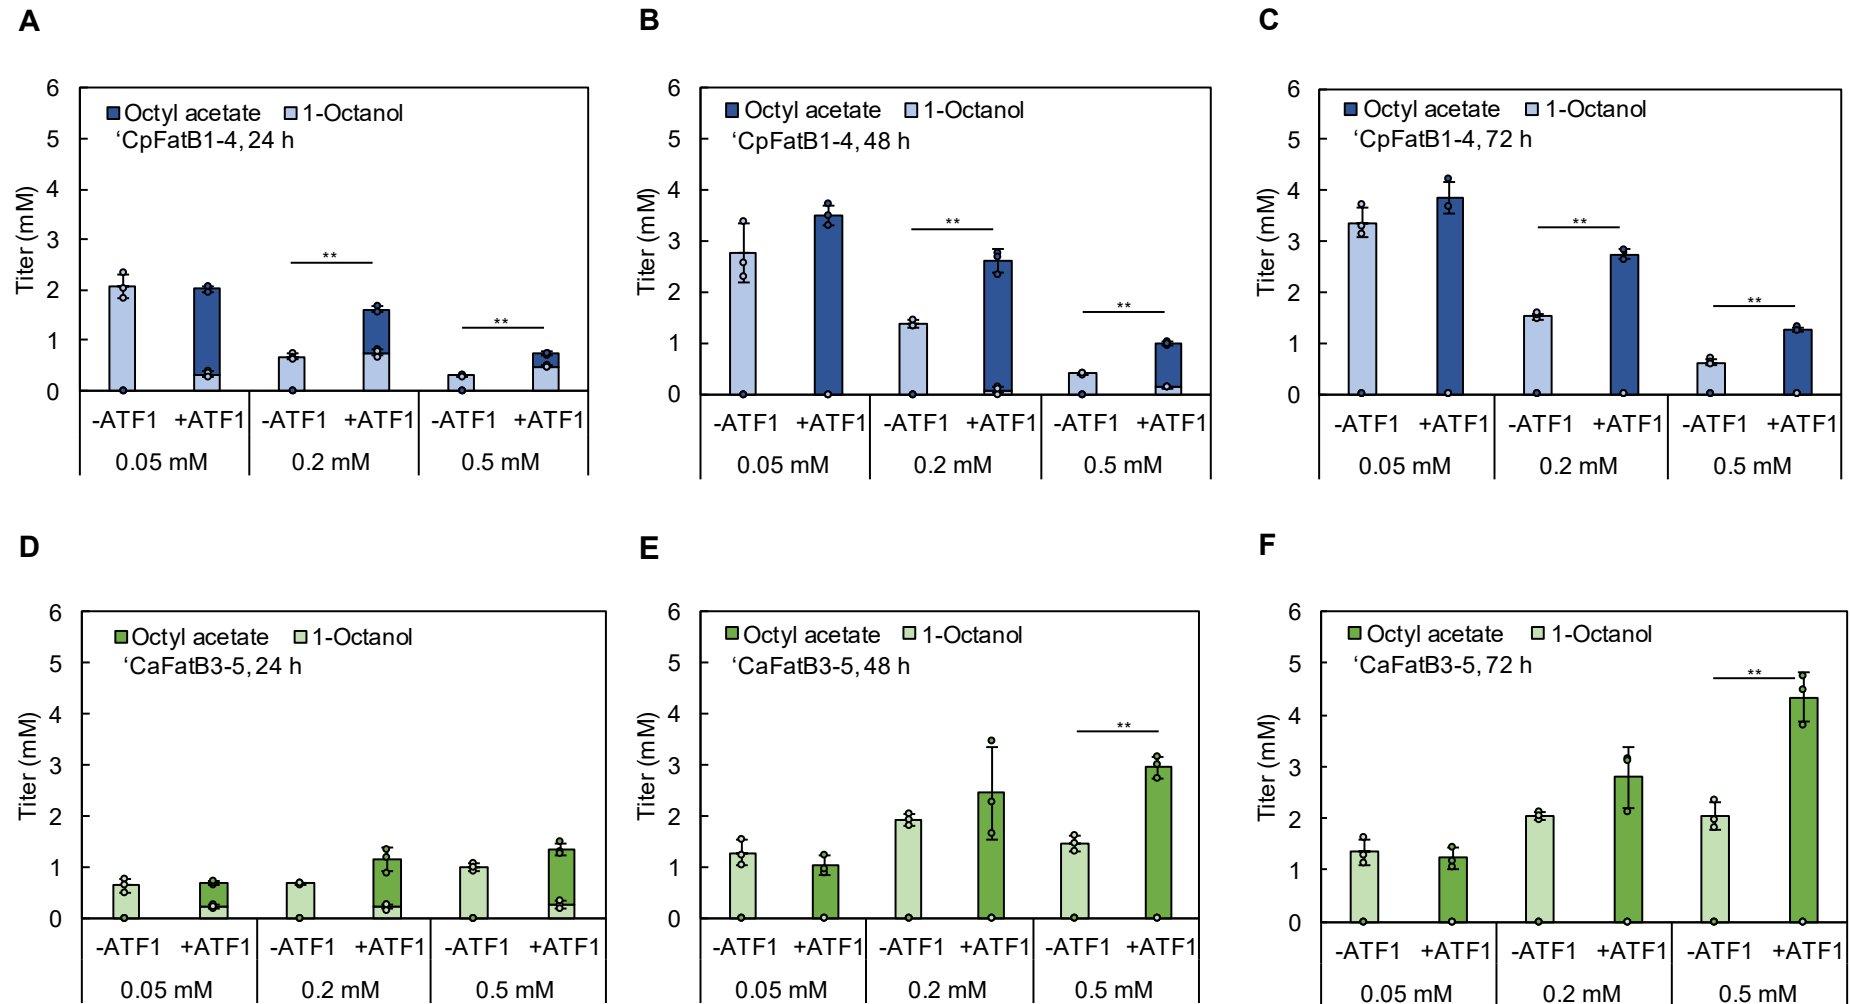 A
6
5
4
3
2
1
0
Titer (mM)
Octyl acetate 1-Octanol
‘CpFatB1-4, 24 h
**
**
-ATF1 +ATF1 -ATF1 +ATF1 -ATF1 +ATF1
0.05 mM 0.2 mM 0.5 mM
B
6
5
4
3
2
1
0
Titer (mM)
Octyl acetate 1-Octanol
‘CpFatB1-4, 48 h
**
**
-ATF1 +ATF1 -ATF1 +ATF1 -ATF1 +ATF1
0.05 mM 0.2 mM 0.5 mM
C
6
5
4
3
2
1
0
Titer (mM)
Octyl acetate 1-Octanol
‘CpFatB1-4, 72 h
**
**
-ATF1 +ATF1 -ATF1 +ATF1 -ATF1 +ATF1
0.05 mM 0.2 mM 0.5 mM
D
6
5
4
3
2
1
0
Titer (mM)
Octyl acetate 1-Octanol
‘CaFatB3-5, 24 h
-ATF1 +ATF1 -ATF1 +ATF1 -ATF1 +ATF1
0.05 mM 0.2 mM 0.5 mM
E
6
5
4
3
2
1
0
Titer (mM)
Octyl acetate 1-Octanol
‘CaFatB3-5, 48 h
**
-ATF1 +ATF1 -ATF1 +ATF1 -ATF1 +ATF1
0.05 mM 0.2 mM 0.5 mM
F
6
5
4
3
2
1
0
Titer (mM)
Octyl acetate 1-Octanol
‘CaFatB3-5, 72 h
**
-ATF1 +ATF1 -ATF1 +ATF1 -ATF1 +ATF1
0.05 mM 0.2 mM 0.5 mM